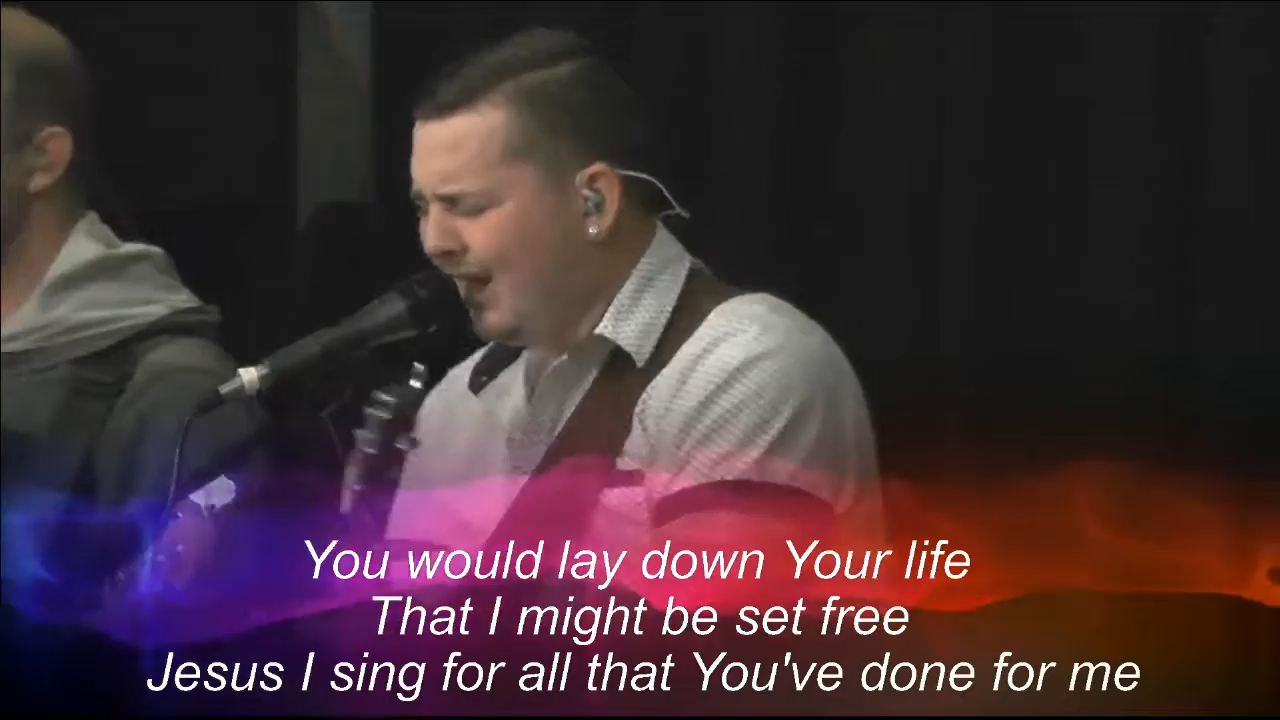 You would lay down Your life
That I might be set free
Jesus I sing for all that You've done for me